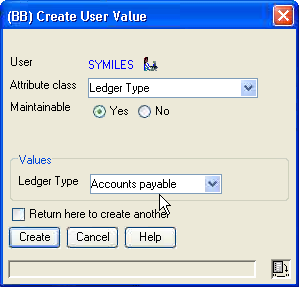 (BB) Create User Value
User SYMILES
Attribute class Ledger Type
Maintainable Yes No
Values
Ledger Type Accounts payable
Return here to create another
Create Cancel Help